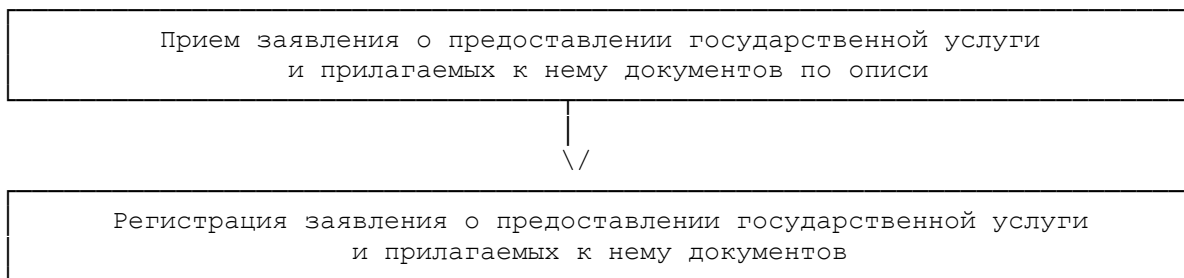 Прием заявления о предоставлении государственной услуги
и прилагаемых к нему документов по описи
Регистрация заявления о предоставлении государственной услуги
и прилагаемых к нему документов